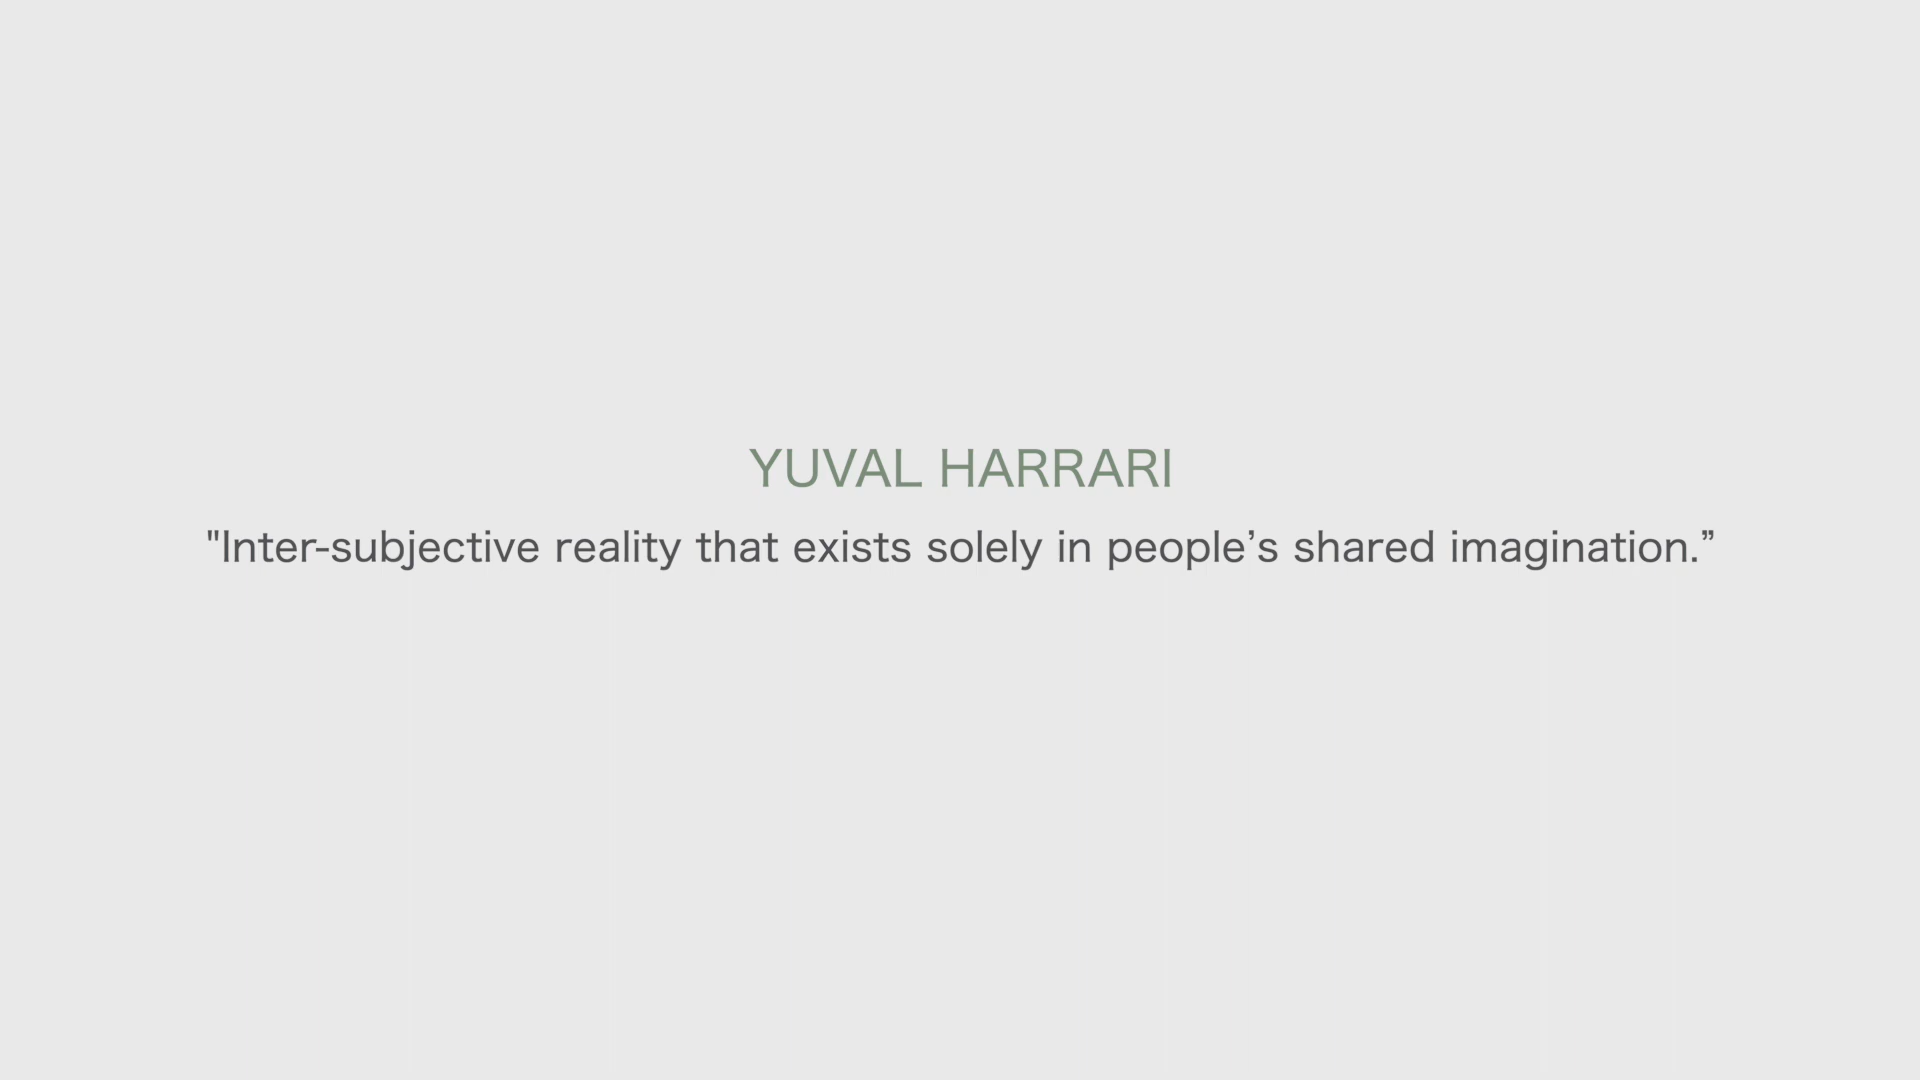 YUVAL HARRARI
"Inter-subjective reality that exists solely in people’s shared imagination.”